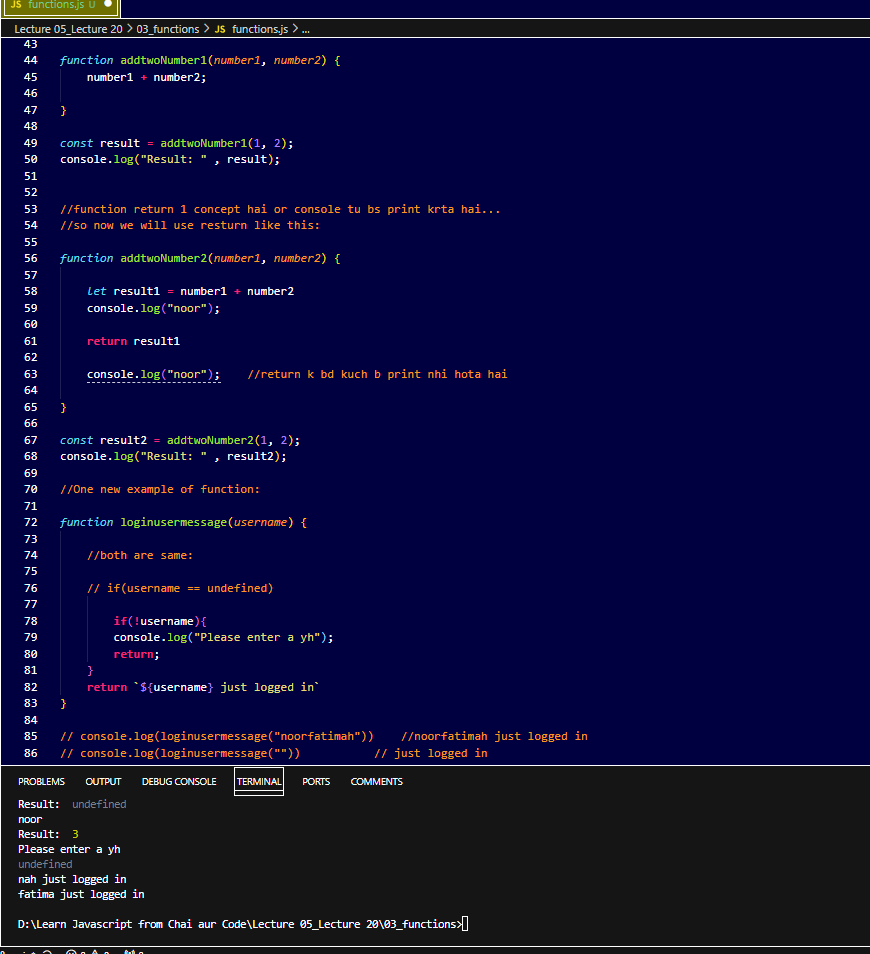 JS functions.js U
Lecture 05_Lecture 20 > 03_functions > JS functions.js > ...
43
44 function addtwoNumber1(number1, number2) {
45 number1 + number2;
46
47 }
48
49 const result = addtwoNumber1(1, 2);
50 console.log("Result: " , result);
51
52
53 //function return 1 concept hai or console tu bs print krta hai...
54 //so now we will use resturn like this:
55
56 function addtwoNumber2(number1, number2) {
57
58 let result1 = number1 + number2
59 console.log("noor");
60
61 return result1
62
63 console.log("noor"); //return k bd kuch b print nhi hota hai
64
65 }
66
67 const result2 = addtwoNumber2(1, 2);
68 console.log("Result: " , result2);
69
70 //One new example of function:
71
72 function loginusermessage(username) {
73
74 //both are same:
75
76 // if(username == undefined)
77
78 if(!username){
79 console.log("Please enter a yh");
80 return;
81 }
82 return `${username} just logged in`
83 }
84
85 // console.log(loginusermessage("noorfatimah")) //noorfatimah just logged in
86 // console.log(loginusermessage("")) // just logged in
PROBLEMS OUTPUT DEBUG CONSOLE TERMINAL PORTS COMMENTS
Result: undefined
noor
Result: 3
Please enter a yh
undefined
nah just logged in
fatima just logged in
D:\Learn Javascript from Chai aur Code\Lecture 05_Lecture 20\03_functions>